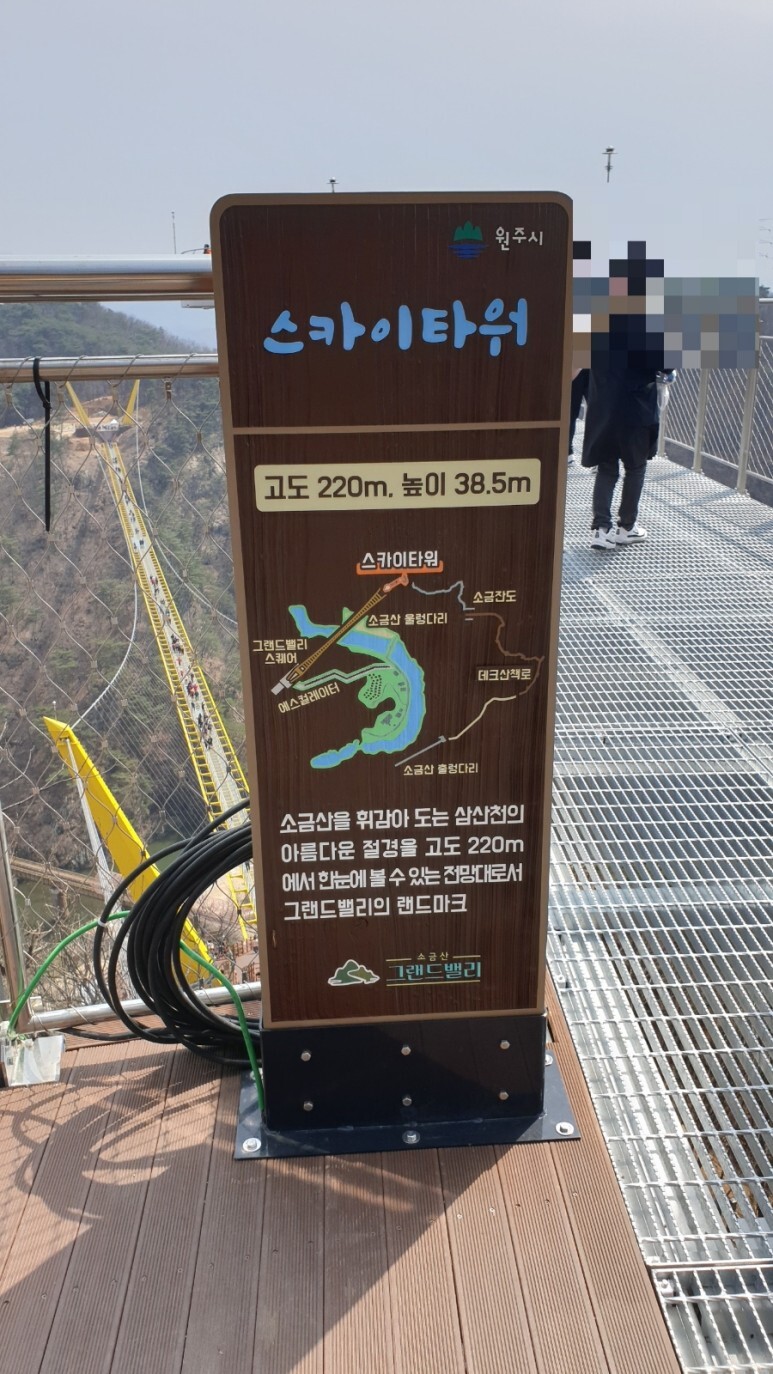 원주시
스카이타워
고도 220m, 높이 38.5m
스카이타워
소금잔도
소금산 울렁다리
그랜드밸리
스퀘어
데크산책로
에스컬레이터
소금산 출렁다리
소금산을 휘감아 도는 삼산천의
아름다운 절경을 고도 220m
에서 한눈에 볼 수 있는 전망대로서
그랜드밸리의 랜드마크
소금산
그랜드밸리